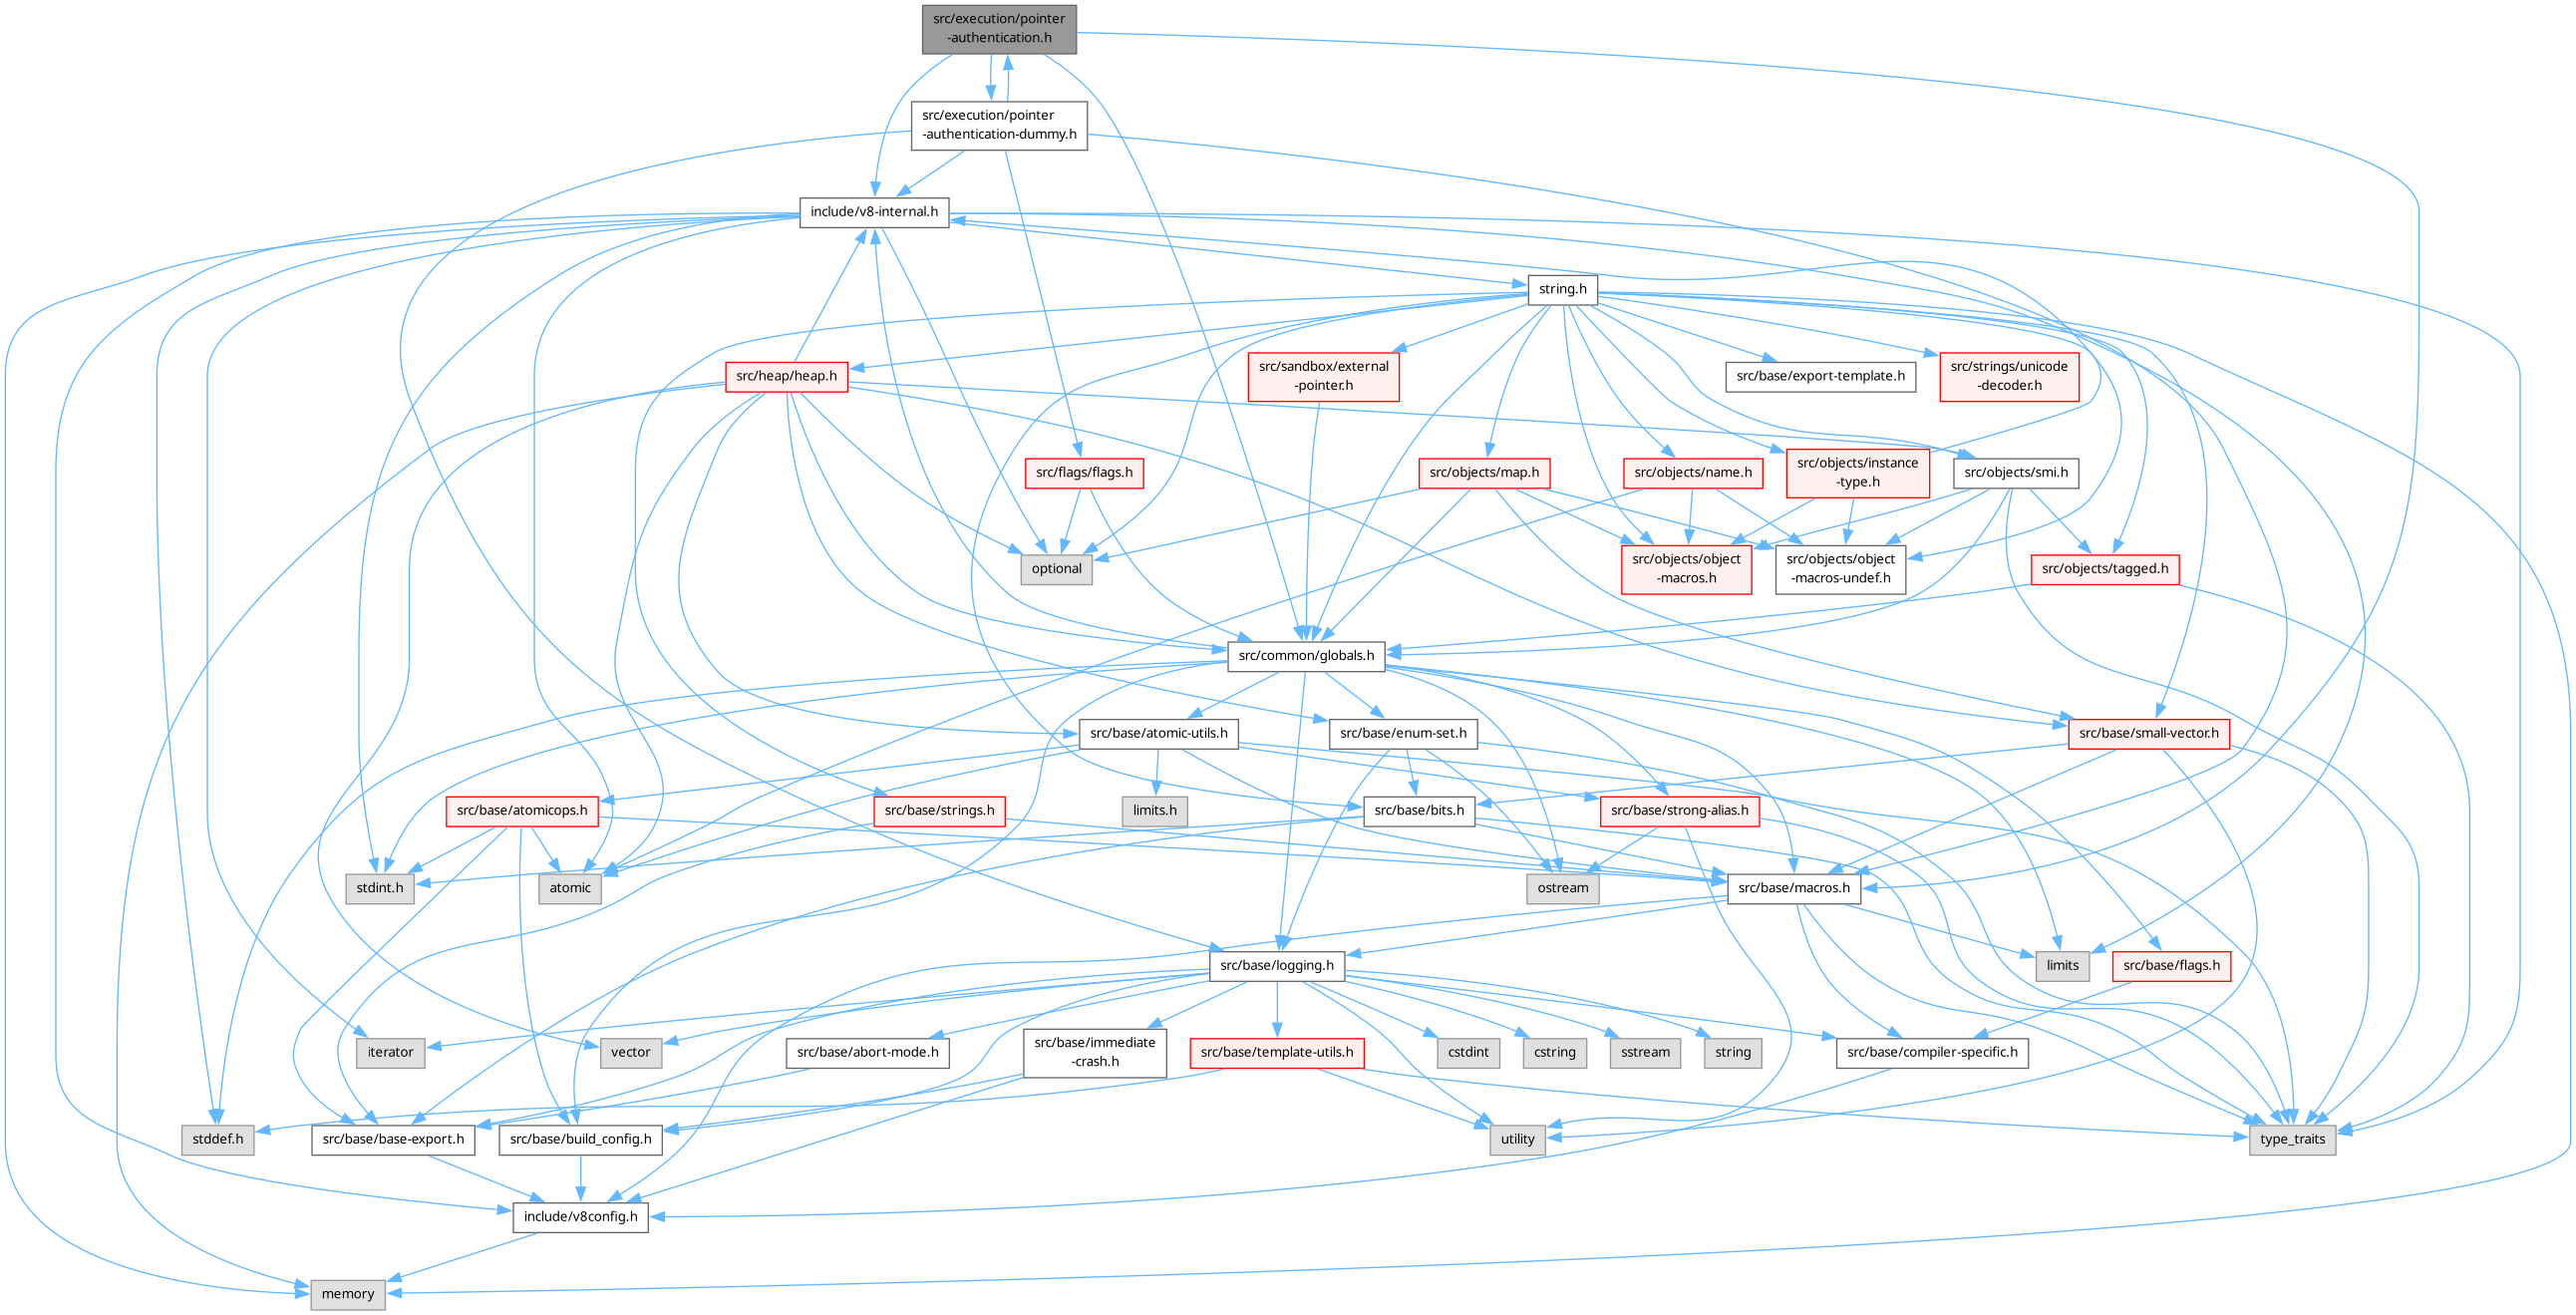 src/execution/pointer
-authentication.h
src/execution/pointer
-authentication-dummy.h
include/v8-internal.h
string.h
src/heap/heap.h
src/sandbox/external
-pointer.h
src/base/export-template.h
src/strings/unicode
-decoder.h
src/flags/flags.h
src/objects/map.h
src/objects/name.h
src/objects/instance
-type.h
src/objects/smi.h
optional
src/objects/object
-macros.h
src/objects/object
-macros-undef.h
src/objects/tagged.h
src/common/globals.h
src/base/atomic-utils.h
src/base/enum-set.h
src/base/small-vector.h
src/base/atomicops.h
src/base/strings.h
limits.h
src/base/bits.h
src/base/strong-alias.h
stdint.h
atomic
ostream
src/base/macros.h
src/base/logging.h
limits
src/base/flags.h
iterator
vector
src/base/abort-mode.h
src/base/immediate
-crash.h
src/base/template-utils.h
cstdint
cstring
sstream
string
src/base/compiler-specific.h
stddef.h
src/base/base-export.h
src/base/build_config.h
utility
type_traits
include/v8config.h
memory